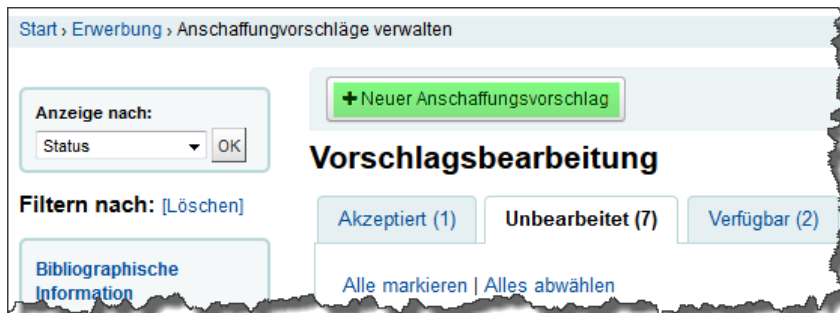 Start › Erwerbung › Anschaffungvorschläge verwalten
Anzeige nach:
Status
OK
Filtern nach: [Löschen]
Bibliographische
Information
+ Neuer Anschaffungsvorschlag
Vorschlagsbearbeitung
Akzeptiert (1)
Unbearbeitet (7)
Verfügbar (2)
Alle markieren | Alles abwählen